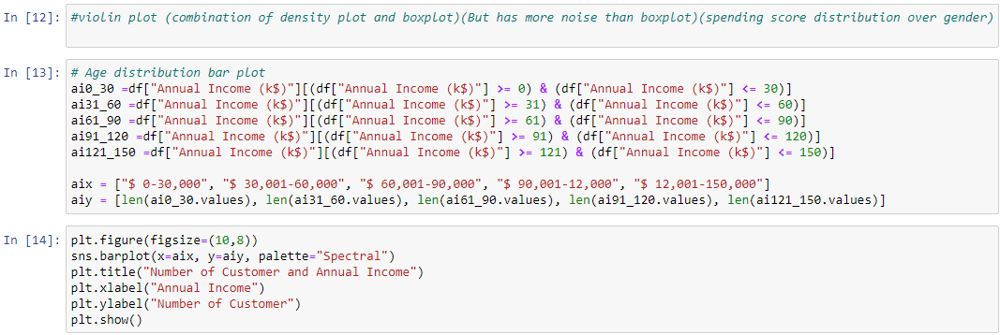 In [12]: #violin plot (combination of density plot and boxplot)(But has more noise than boxplot)(spending score distribution over gender)
In [13]: # Age distribution bar plot
ai0_30 =df["Annual Income (k$)"][(df["Annual Income (k$)"] >= 0) & (df["Annual Income (k$)"] <= 30)]
ai31_60 =df["Annual Income (k$)"][(df["Annual Income (k$)"] >= 31) & (df["Annual Income (k$)"] <= 60)]
ai61_90 =df["Annual Income (k$)"][(df["Annual Income (k$)"] >= 61) & (df["Annual Income (k$)"] <= 90)]
ai91_120 =df["Annual Income (k$)"][(df["Annual Income (k$)"] >= 91) & (df["Annual Income (k$)"] <= 120)]
ai121_150 =df["Annual Income (k$)"][(df["Annual Income (k$)"] >= 121) & (df["Annual Income (k$)"] <= 150)]
aix = ["$ 0-30,000", "$ 30,001-60,000", "$ 60,001-90,000", "$ 90,001-12,000", "$ 12,001-150,000"]
aiy = [len(ai0_30.values), len(ai31_60.values), len(ai61_90.values), len(ai91_120.values), len(ai121_150.values)]
In [14]: plt.figure(figsize=(10,8))
sns.barplot(x=aix, y=aiy, palette="Spectral")
plt.title("Number of Customer and Annual Income")
plt.xlabel("Annual Income")
plt.ylabel("Number of Customer")
plt.show()